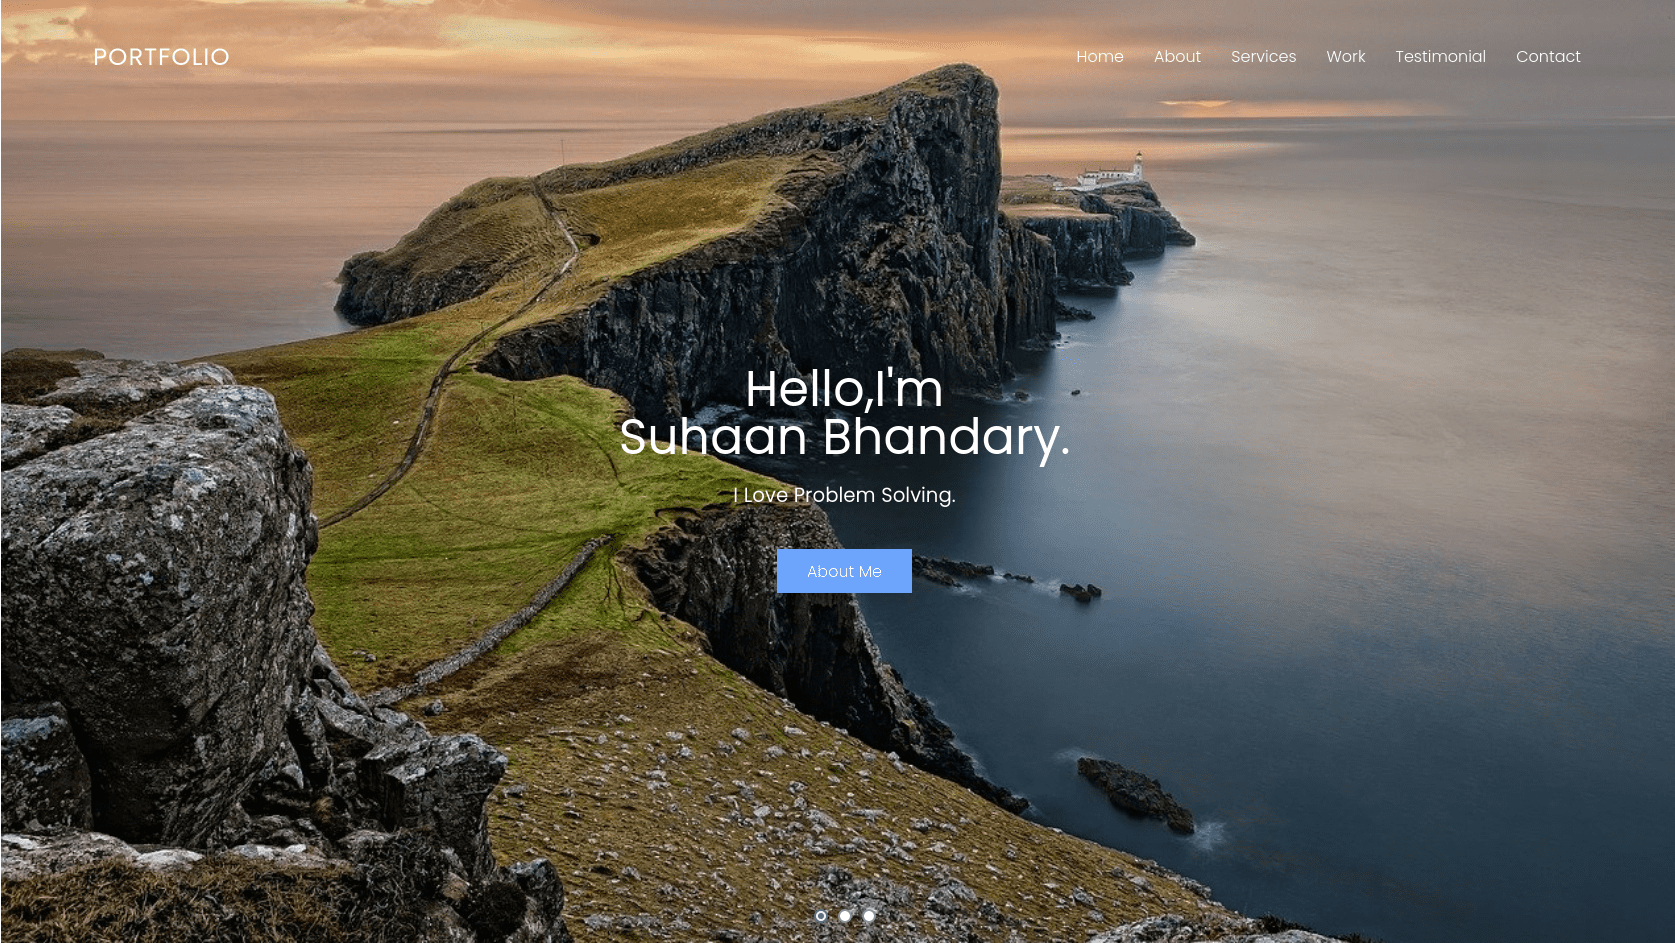 PORTFOLIO
Home About Services Work Testimonial Contact
Hello,I'm
Suhaan Bhandary.
I Love Problem Solving.
About Me